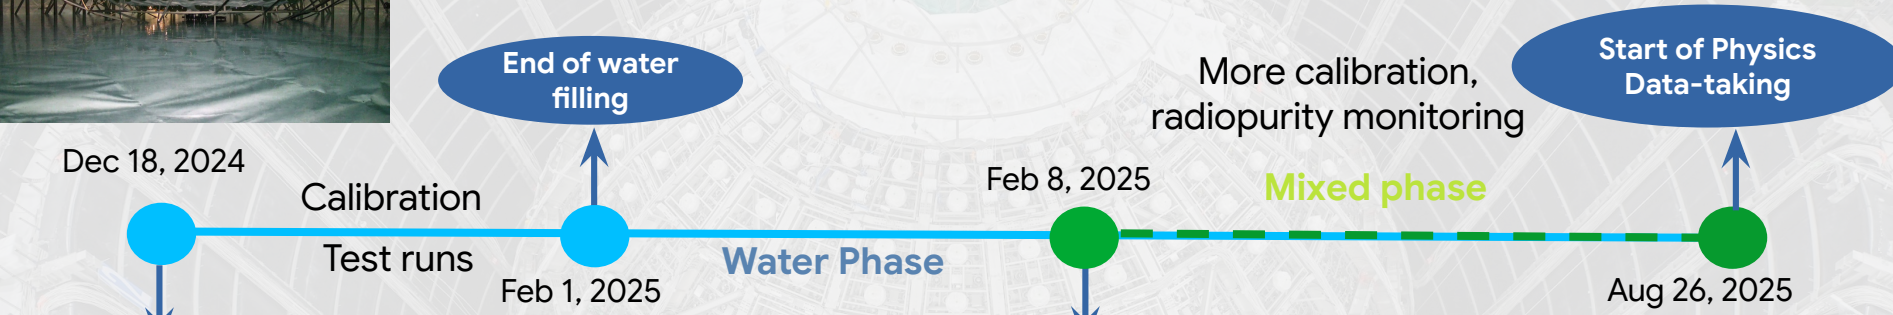 End of water
filling
Start of Physics
Data-taking
More calibration,
radiopurity monitoring
Dec 18, 2024
Calibration
Test runs
Feb 1, 2025
Water Phase
Feb 8, 2025
Mixed phase
Aug 26, 2025